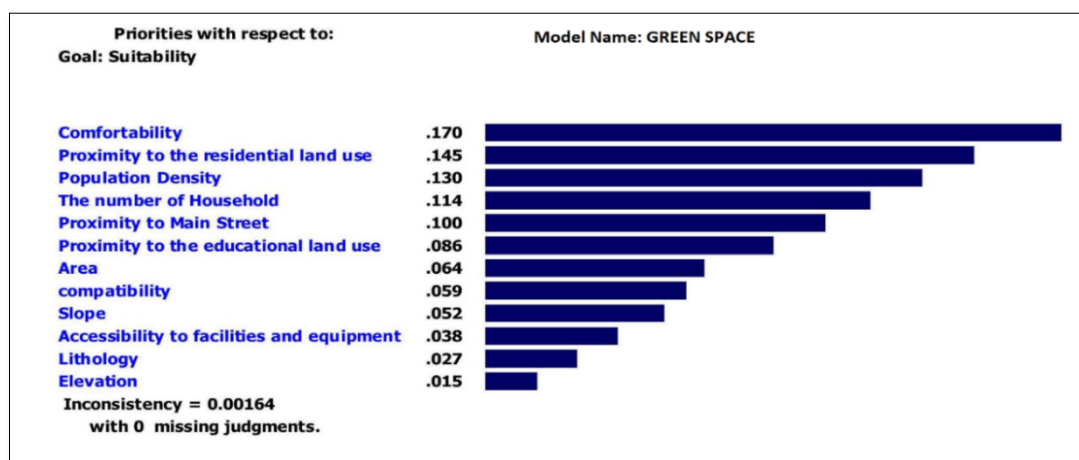 Priorities with respect to:
Model Name: GREEN SPACE
Goal: Suitability
Comfortability .170
Proximity to the residential land use .145
Population Density .130
The number of Household .114
Proximity to Main Street .100
Proximity to the educational land use .086
Area .064
compatibility .059
Slope .052
Accessibility to facilities and equipment .038
Lithology .027
Elevation .015
Inconsistency = 0.00164
with 0 missing judgments.